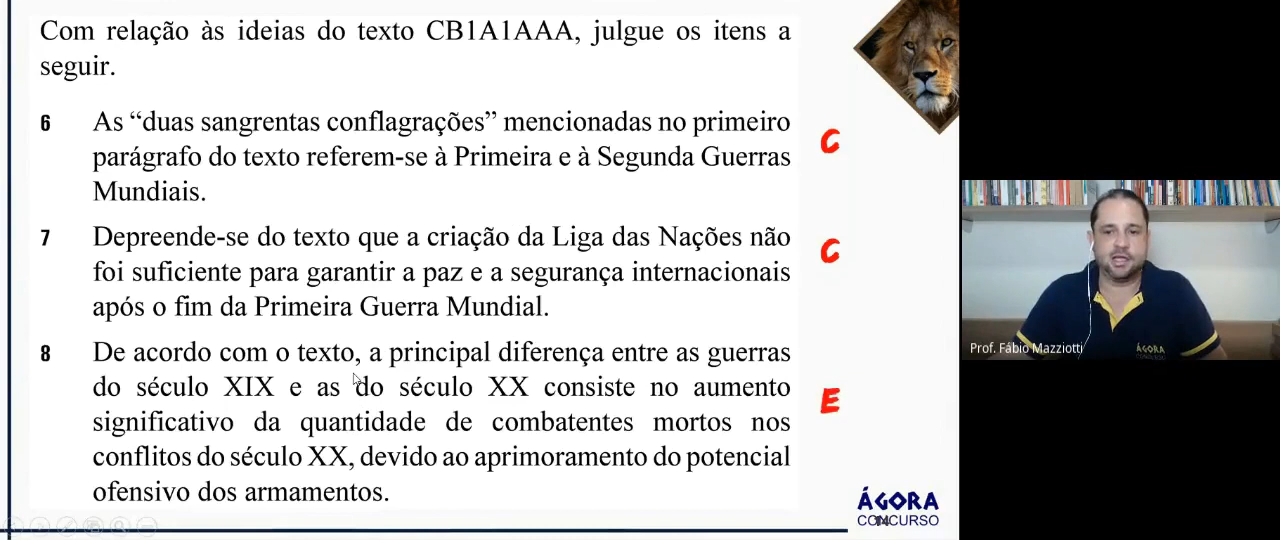 Com relação às ideias do texto CB1A1AAA, julgue os itens a
seguir.
6 As “duas sangrentas conflagrações” mencionadas no primeiro
parágrafo do texto referem-se à Primeira e à Segunda Guerras
Mundiais.
C
7 Depreende-se do texto que a criação da Liga das Nações não
foi suficiente para garantir a paz e a segurança internacionais
após o fim da Primeira Guerra Mundial.
C
8 De acordo com o texto, a principal diferença entre as guerras
do século XIX e as do século XX consiste no aumento
significativo da quantidade de combatentes mortos nos
conflitos do século XX, devido ao aprimoramento do potencial
ofensivo dos armamentos.
E
ÁGORA
CONCURSO
14
Prof. Fábio Mazziotti
ÁGORA